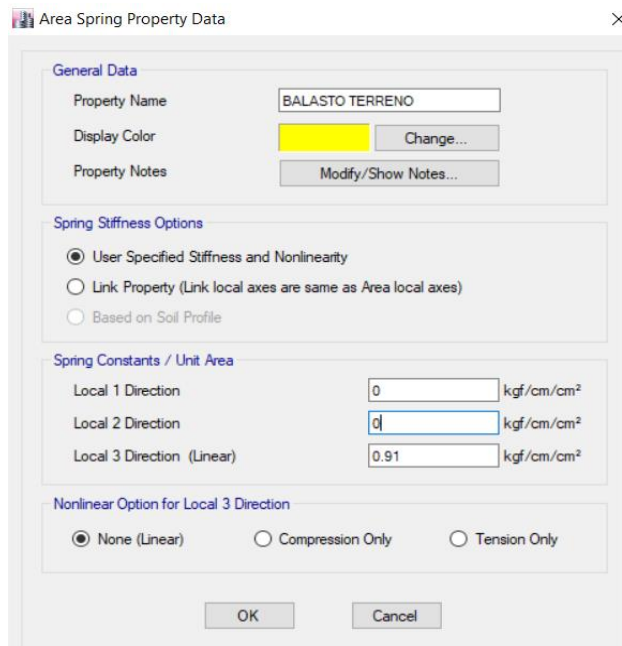 Area Spring Property Data
General Data
Property Name BALASTO TERRENO
Display Color Change...
Property Notes Modify/Show Notes...
Spring Stiffness Options
User Specified Stiffness and Nonlinearity
Link Property (Link local axes are same as Area local axes)
Based on Soil Profile
Spring Constants / Unit Area
Local 1 Direction 0 kgf/cm/cm²
Local 2 Direction 0 kgf/cm/cm²
Local 3 Direction (Linear) 0.91 kgf/cm/cm²
Nonlinear Option for Local 3 Direction
None (Linear) Compression Only Tension Only
OK Cancel